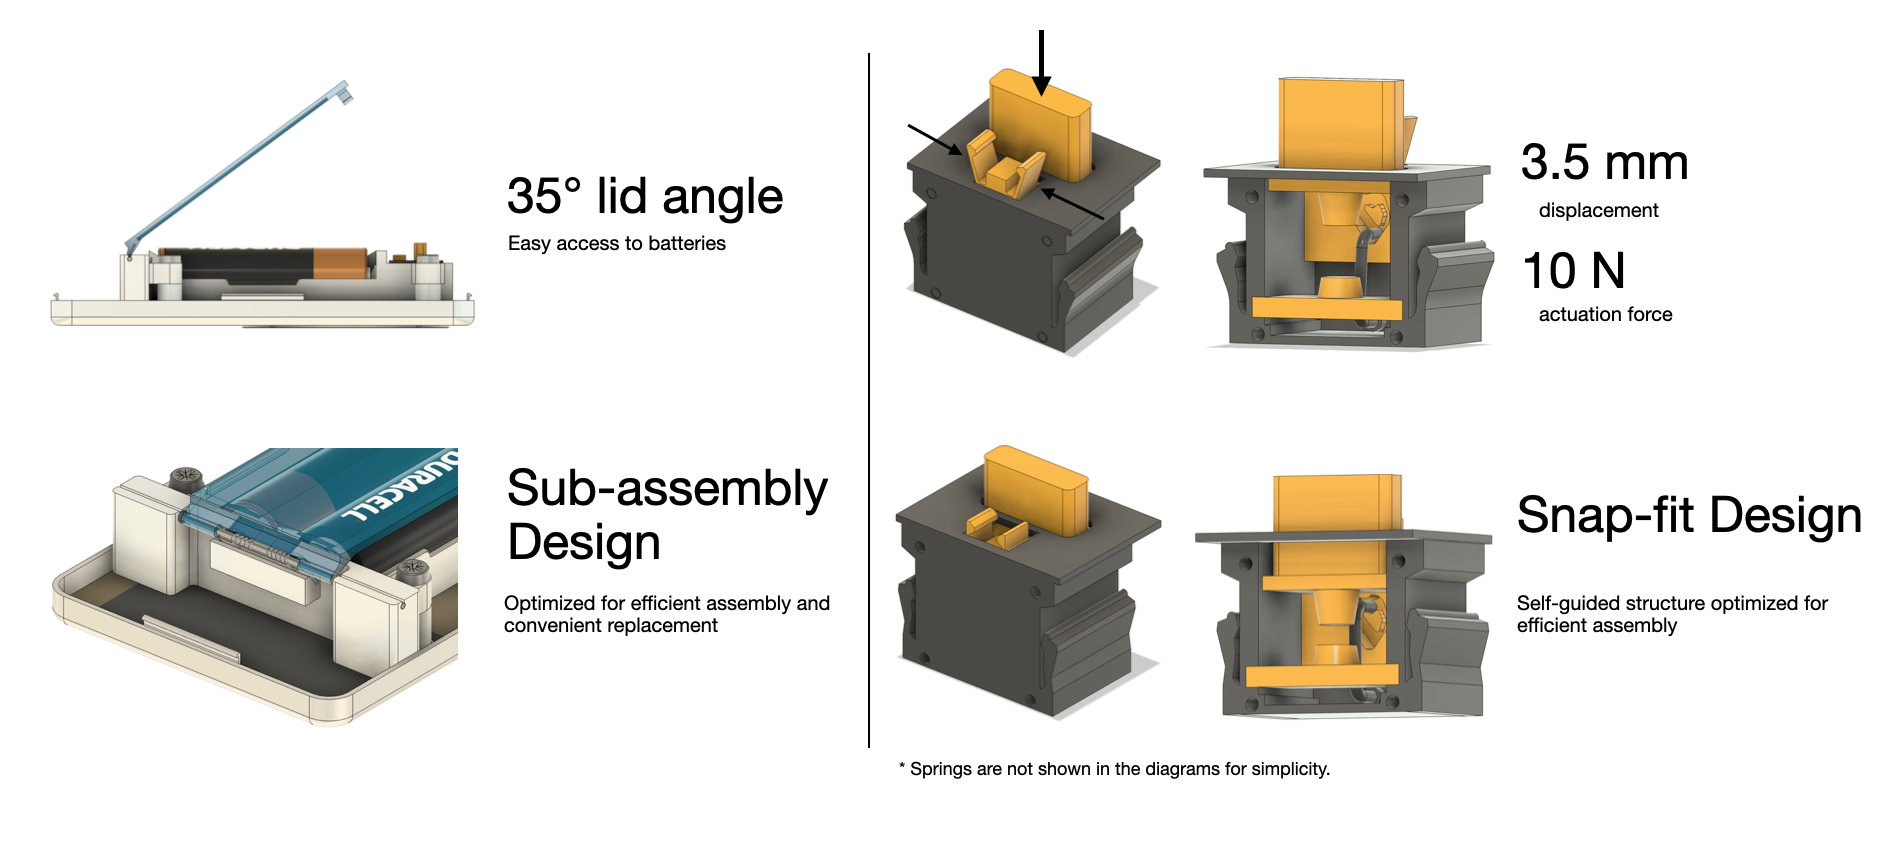 35° lid angle
Easy access to batteries
DURACELL
Sub-assembly
Design
Optimized for efficient assembly and
convenient replacement
3.5 mm
displacement
10 N
actuation force
Snap-fit Design
Self-guided structure optimized for
efficient assembly
* Springs are not shown in the diagrams for simplicity.